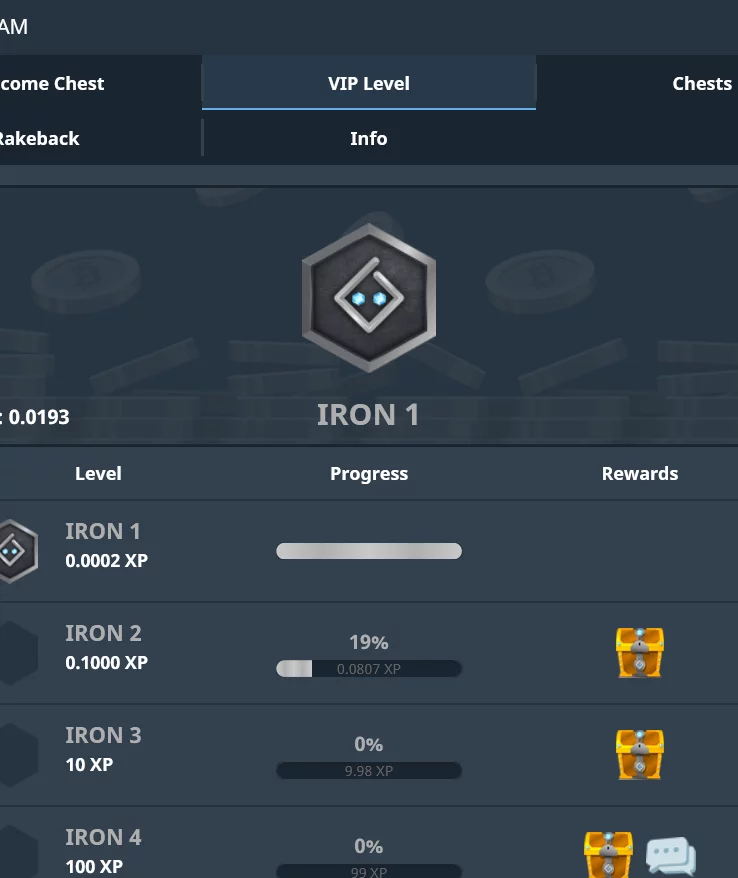 AM
come Chest
VIP Level
Chests
Rakeback
Info
: 0.0193
IRON 1
Level
Progress
Rewards
IRON 1
0.0002 XP
IRON 2
0.1000 XP
19%
0.0807 XP
IRON 3
10 XP
0%
9.98 XP
IRON 4
100 XP
0%
99 XP